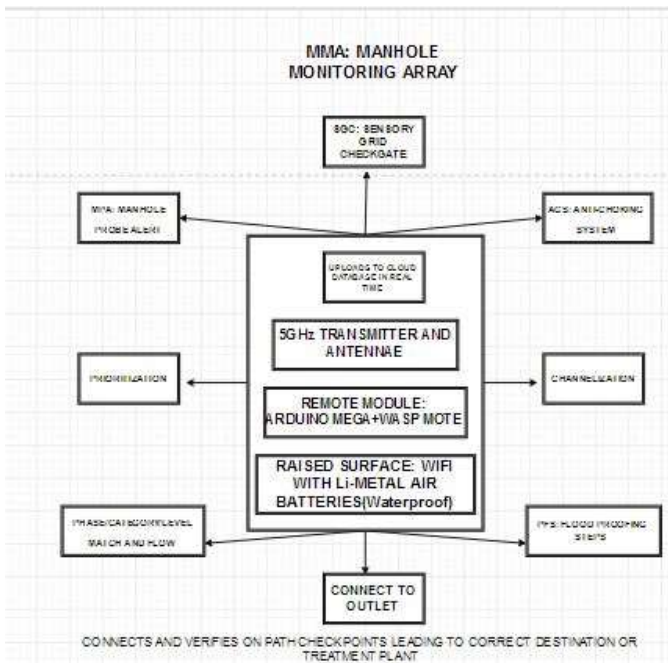 MMA: MANHOLE
MONITORING ARRAY
SGC: SENSORY
GRID
CHECKGATE
MPA: MANHOLE
PROBE ALERT
ACS: ANTI-CHOKING
SYSTEM
UPLOADS TO CLOUD
DATABASE IN REAL
TIME
5GHz TRANSMITTER AND
ANTENNAE
PRIORITIZATION
CHANNELIZATION
REMOTE MODULE:
ARDUINO MEGA+WASP MOTE
RAISED SURFACE: WIFI
WITH Li-METAL AIR
BATTERIES(Waterproof)
PHASE/CATEGORY/LEVEL
MATCH AND FLOW
PFS: FLOOD PROOFING
STEPS
CONNECT TO
OUTLET
CONNECTS AND VERIFIES ON PATH CHECKPOINTS LEADING TO CORRECT DESTINATION OR
TREATMENT PLANT